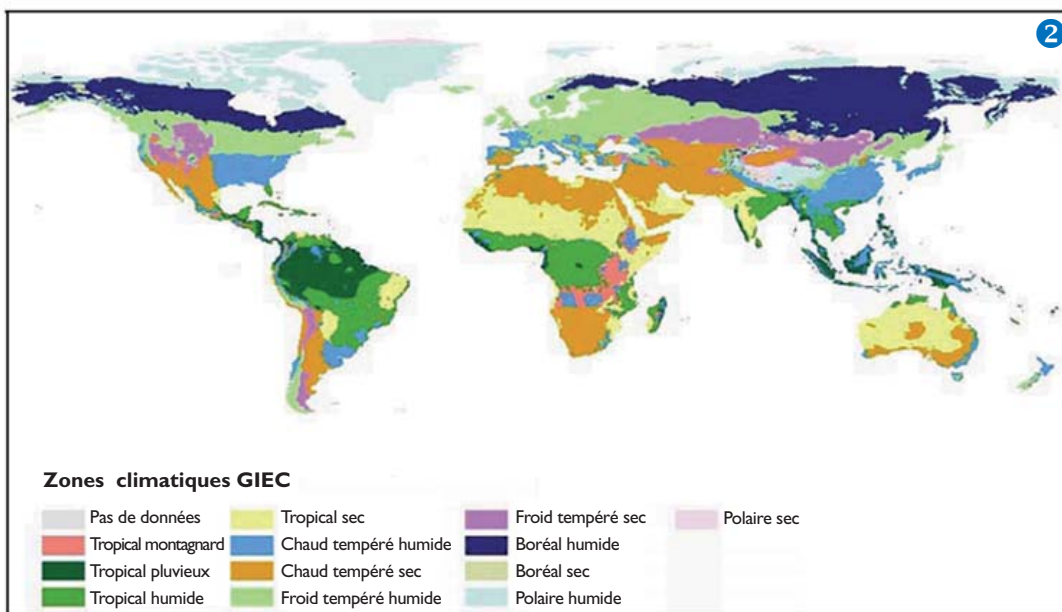 2
Zones climatiques GIEC
Pas de données
Tropical montagnard
Tropical pluvieux
Tropical humide
Tropical sec
Chaud tempéré humide
Chaud tempéré sec
Froid tempéré humide
Froid tempéré sec
Boréal humide
Boréal sec
Polaire humide
Polaire sec